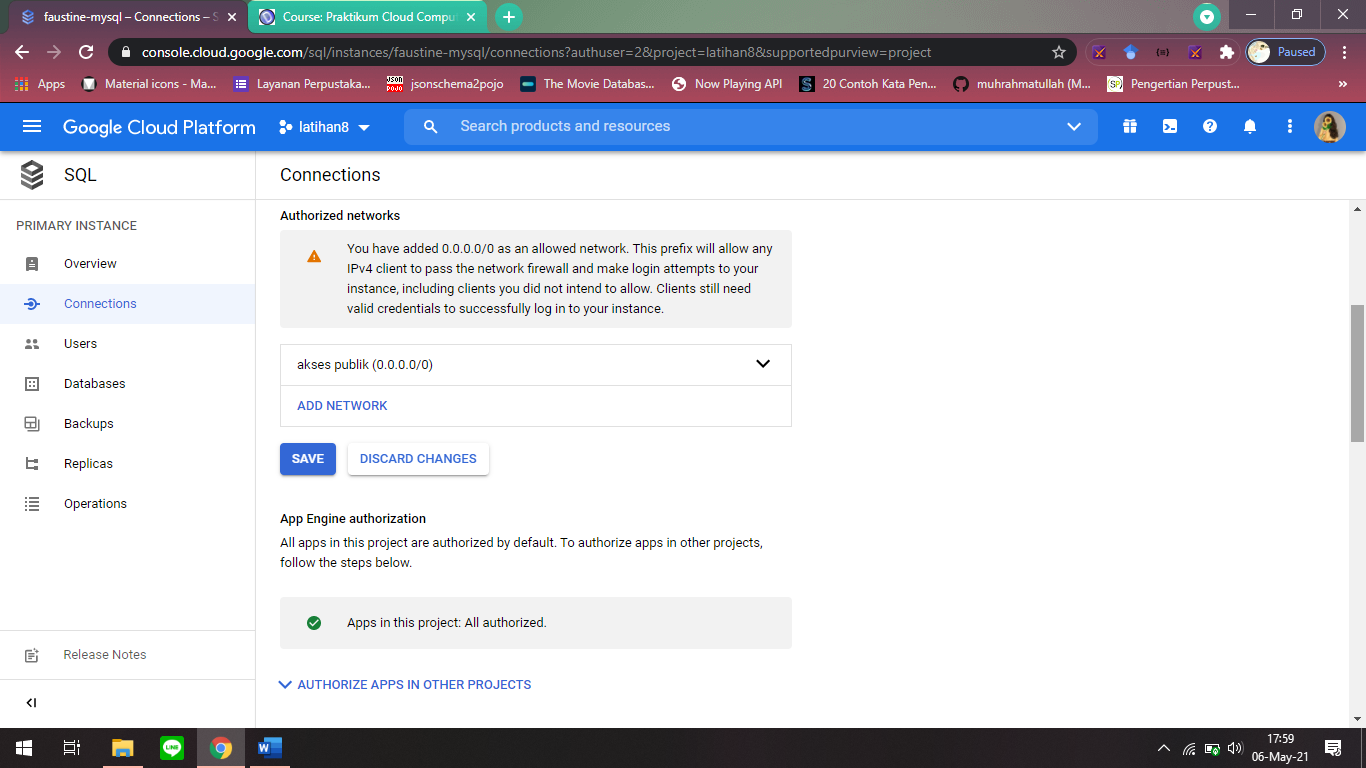 faustine-mysql – Connections – S
Course: Praktikum Cloud Compu
console.cloud.google.com/sql/instances/faustine-mysql/connections?authuser=2&project=latihan8&supportedpurview=project
Paused
Apps
Material icons - Ma...
Layanan Perpustaka...
JSON
POJO
jsonschema2pojo
The Movie Databas...
Now Playing API
20 Contoh Kata Pen...
muhrahmatullah (M...
Pengertian Perpust...
»
Google Cloud Platform
latihan8
Search products and resources
SQL
Connections
PRIMARY INSTANCE
Overview
Connections
Users
Databases
Backups
Replicas
Operations
Release Notes
Authorized networks
You have added 0.0.0.0/0 as an allowed network. This prefix will allow any
IPv4 client to pass the network firewall and make login attempts to your
instance, including clients you did not intend to allow. Clients still need
valid credentials to successfully log in to your instance.
akses publik (0.0.0.0/0)
ADD NETWORK
SAVE
DISCARD CHANGES
App Engine authorization
All apps in this project are authorized by default. To authorize apps in other projects,
follow the steps below.
Apps in this project: All authorized.
AUTHORIZE APPS IN OTHER PROJECTS
LINE
W
17:59
06-May-21